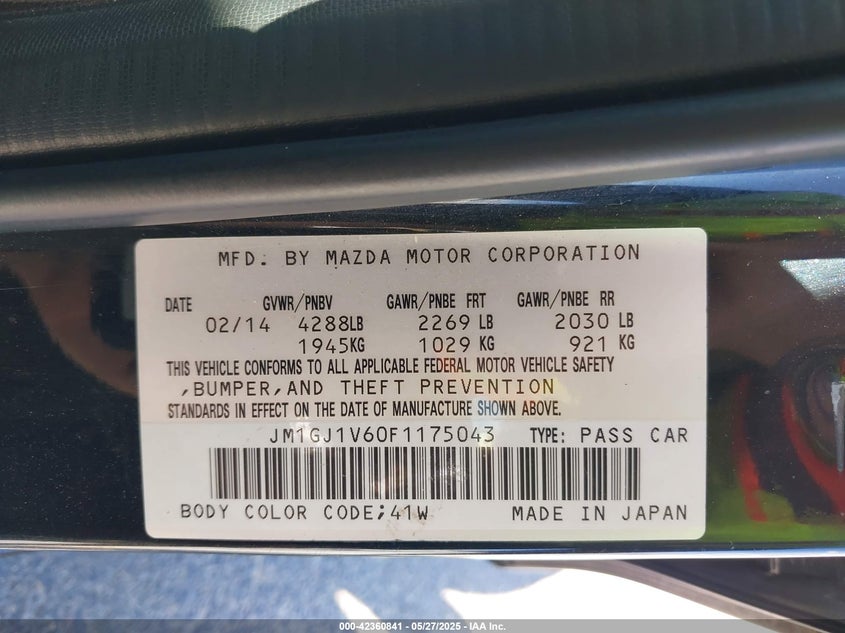 MFD. BY MAZDA MOTOR CORPORATION
DATE GVWR/PNBV GAWR/PNBE FRT GAWR/PNBE RR
02/14 4288LB 2269 LB 2030 LB
1945KG 1029 KG 921 KG
THIS VEHICLE CONFORMS TO ALL APPLICABLE FEDERAL MOTOR VEHICLE SAFETY
,BUMPER,AND THEFT PREVENTION
STANDARDS IN EFFECT ON THE DATE OF MANUFACTURE SHOWN ABOVE.
JM1GJ1V60F1175043 TYPE: PASS CAR
BODY COLOR CODE;41W MADE IN JAPAN
000-42360841 - 05/27/2025 - IAA Inc.